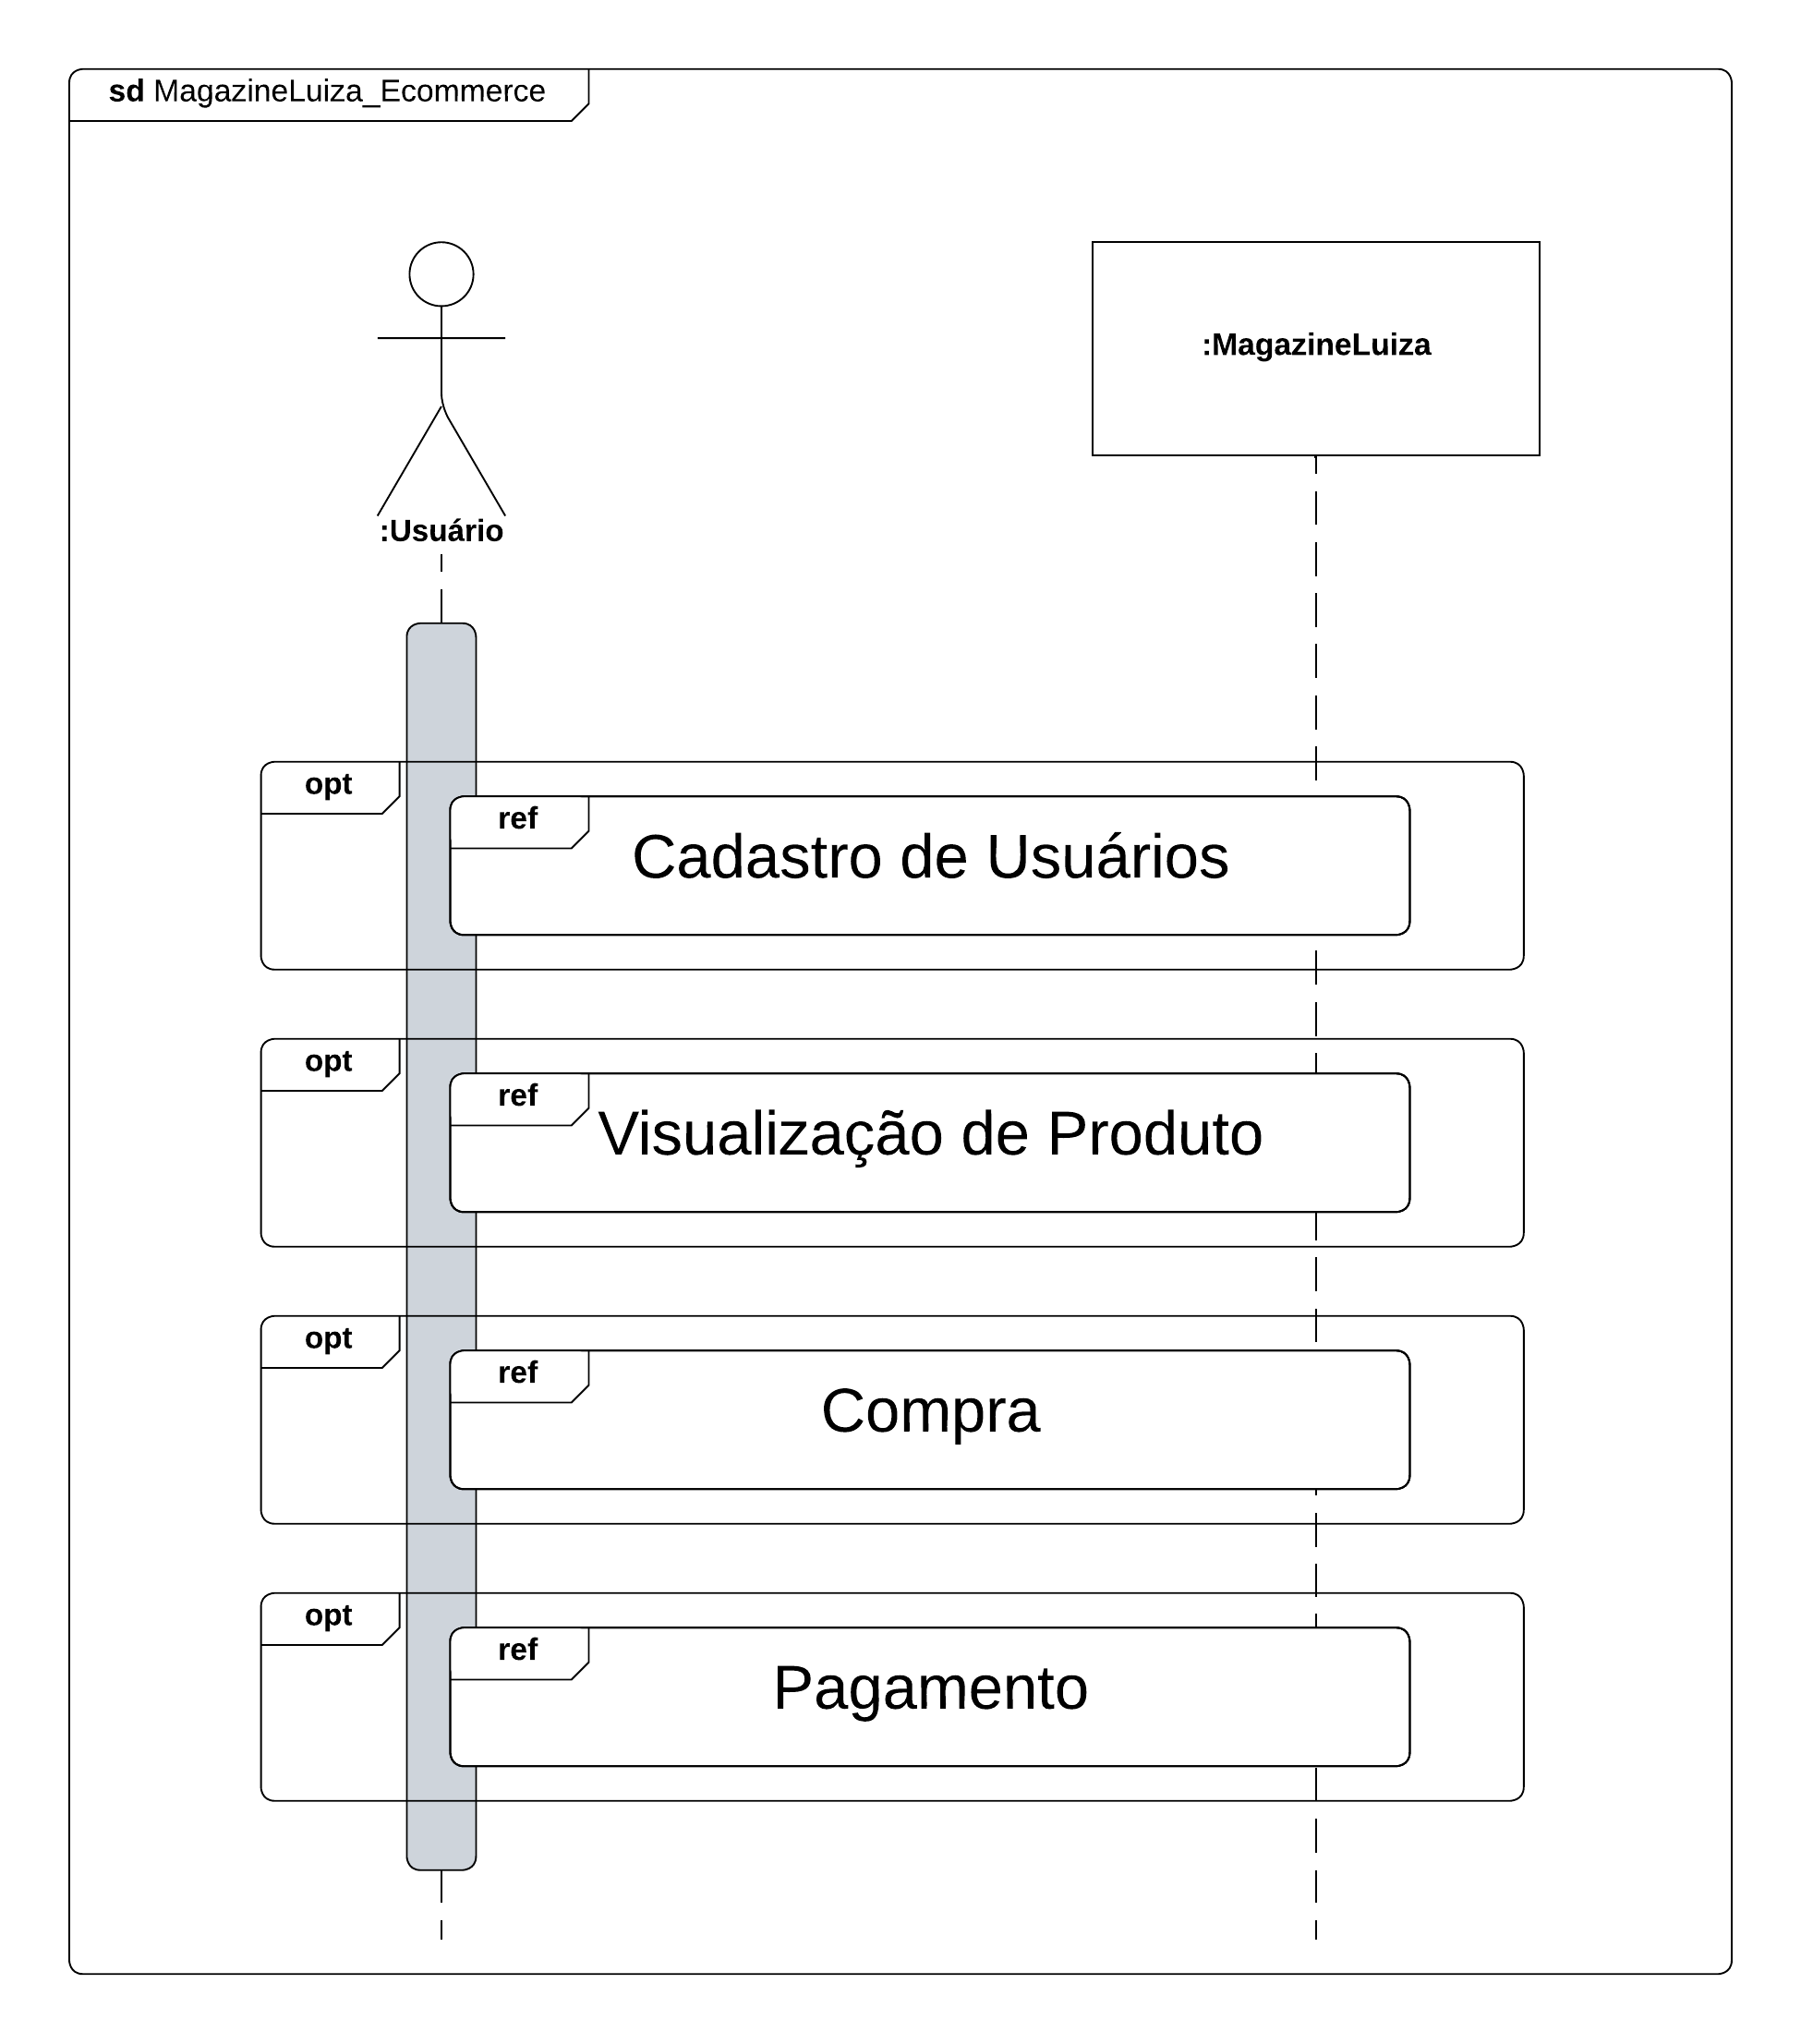 sd MagazineLuiza_Ecommerce
:MagazineLuiza
:Usuário
opt
ref
Cadastro de Usuários
opt
ref
Visualização de Produto
opt
ref
Compra
opt
ref
Pagamento